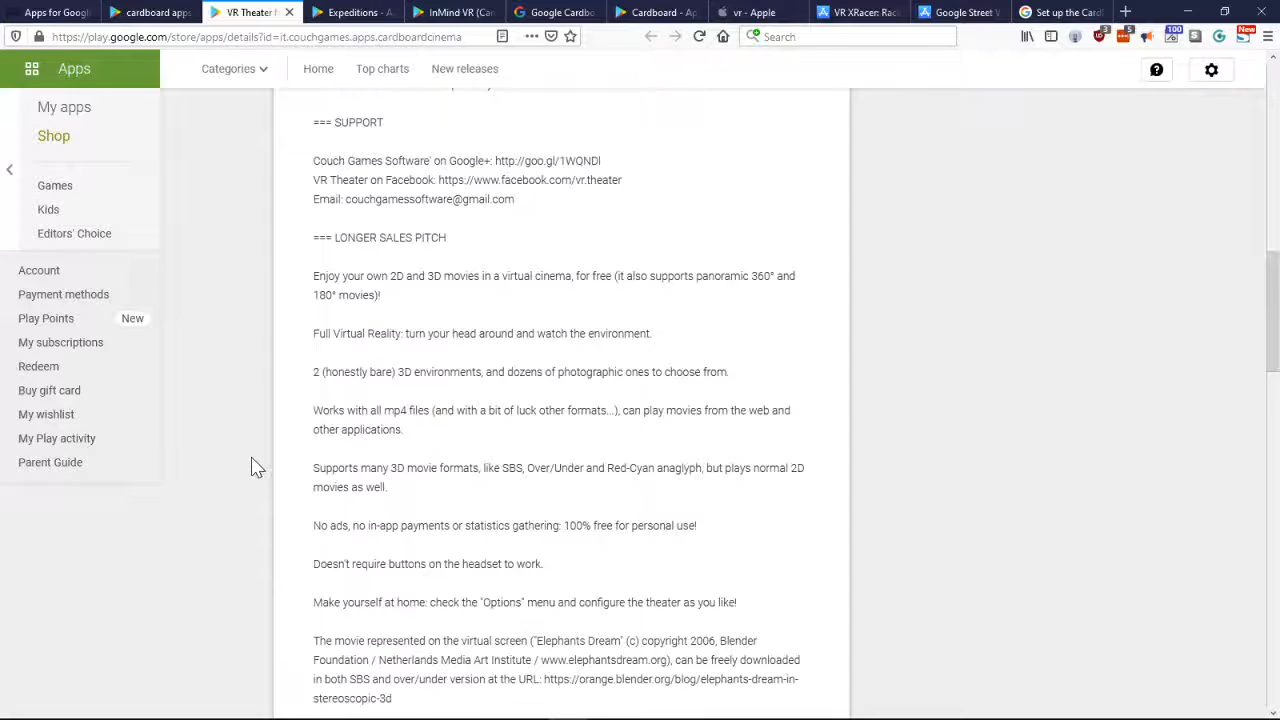 Apps for Googl
cardboard apps
VR Theater f
Expeditions - A
InMind VR (Car
Google Cardbo
Cardboard - Ap
vr - Apple
VR XRacer: Raci
Google Street V
Set up the Card
https://play.google.com/store/apps/details?id=it.couchgames.apps.cardboardcinema
Search
3
5
100
New
Apps
Categories
Home
Top charts
New releases
My apps
Shop
Games
Kids
Editors' Choice
Account
Payment methods
Play Points New
My subscriptions
Redeem
Buy gift card
My wishlist
My Play activity
Parent Guide
=== SUPPORT
Couch Games Software' on Google+: http://goo.gl/1WQNDl
VR Theater on Facebook: https://www.facebook.com/vr.theater
Email: couchgamessoftware@gmail.com
=== LONGER SALES PITCH
Enjoy your own 2D and 3D movies in a virtual cinema, for free (it also supports panoramic 360° and
180° movies)!
Full Virtual Reality: turn your head around and watch the environment.
2 (honestly bare) 3D environments, and dozens of photographic ones to choose from.
Works with all mp4 files (and with a bit of luck other formats...), can play movies from the web and
other applications.
Supports many 3D movie formats, like SBS, Over/Under and Red-Cyan anaglyph, but plays normal 2D
movies as well.
No ads, no in-app payments or statistics gathering: 100% free for personal use!
Doesn't require buttons on the headset to work.
Make yourself at home: check the "Options" menu and configure the theater as you like!
The movie represented on the virtual screen ("Elephants Dream" (c) copyright 2006, Blender
Foundation / Netherlands Media Art Institute / www.elephantsdream.org), can be freely downloaded
in both SBS and over/under version at the URL: https://orange.blender.org/blog/elephants-dream-in-
stereoscopic-3d